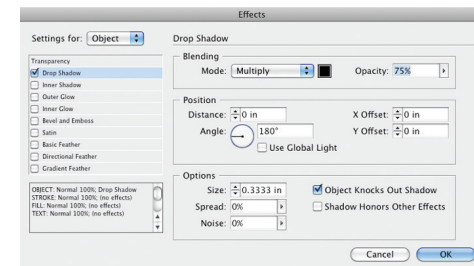 Effects
Settings for: Object
Drop Shadow
Transparency
Drop Shadow
Inner Shadow
Outer Glow
Inner Glow
Bevel and Emboss
Satin
Basic Feather
Directional Feather
Gradient Feather
OBJECT: Normal 100%; Drop Shadow
STROKE: Normal 100%; (no effects)
FILL: Normal 100%; (no effects)
TEXT: Normal 100%; (no effects)
Blending
Mode: Multiply Opacity: 75%
Position
Distance: 0 in X Offset: 0 in
Angle: 180° Y Offset: 0 in
Use Global Light
Options
Size: 0.3333 in Object Knocks Out Shadow
Spread: 0% Shadow Honors Other Effects
Noise: 0%
Cancel OK